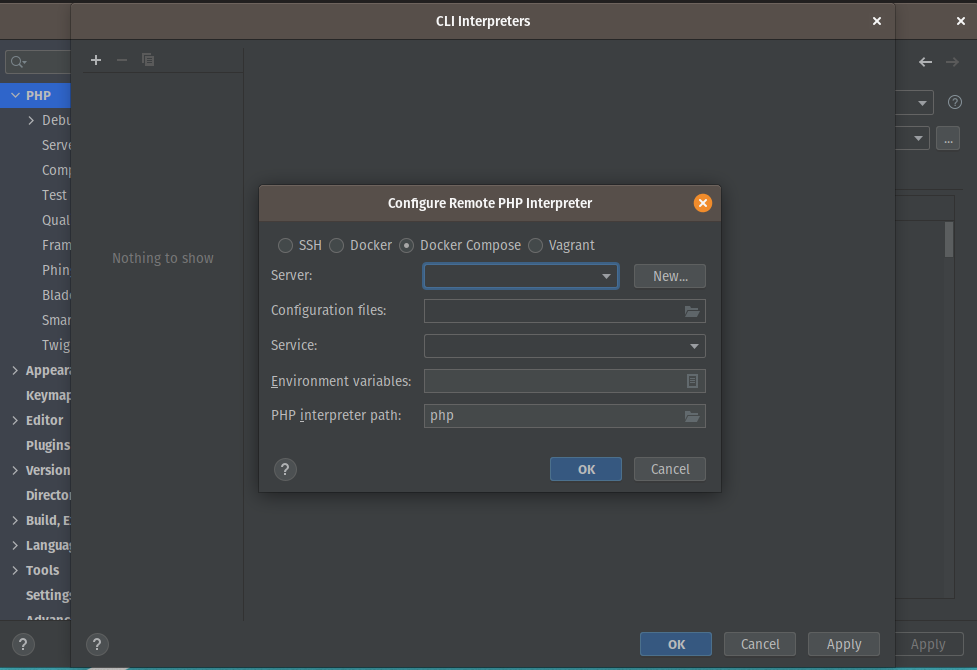 CLI Interpreters
PHP
Debu
Serve
Comp
Test
Qual
Fram
Phin
Blade
Smar
Twig
Appeara
Keymap
Editor
Plugins
Version
Director
Build, E
Languag
Tools
Settings
Advanc
Nothing to show
Configure Remote PHP Interpreter
SSH Docker Docker Compose Vagrant
Server: New...
Configuration files:
Service:
Environment variables:
PHP interpreter path: php
? OK Cancel
...
? ? OK Cancel Apply Apply